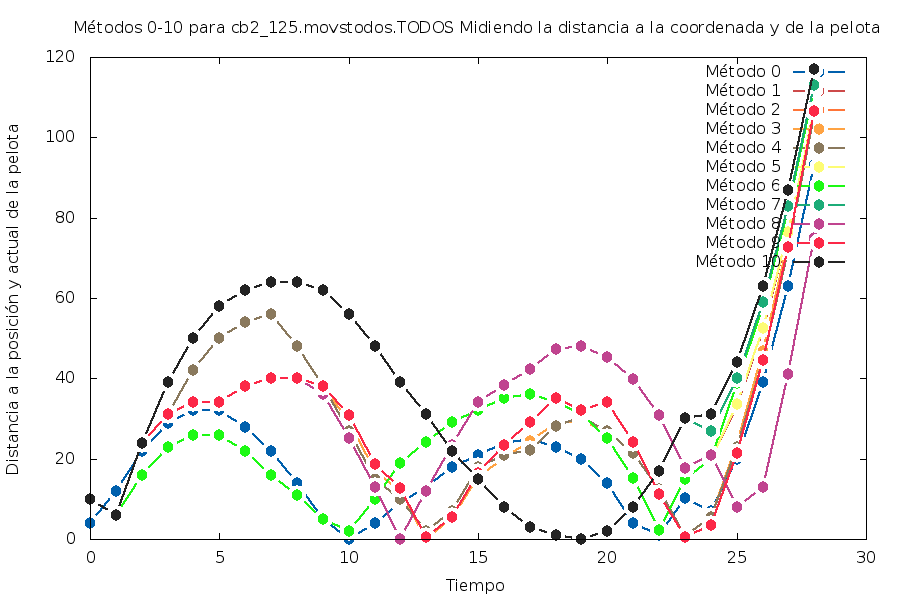 Métodos 0-10 para cb2_125.movstodos.TODOS Midiendo la distancia a la coordenada y de la pelota
Distancia a la posición y actual de la pelota
120
100
80
60
40
20
0
0 5 10 15 20 25 30
Tiempo
Método 0
Método 1
Método 2
Método 3
Método 4
Método 5
Método 6
Método 7
Método 8
Método 9
Método 10